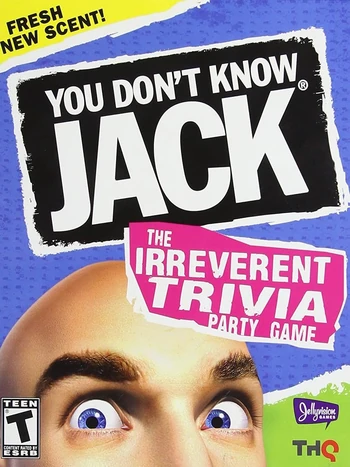 FRESH
NEW SCENT!
YOU DON'T KNOW
JACK®
THE
IRREVERENT
TRIVIA
PARTY GAME
TEEN
T
CONTENT RATED BY
ESRB
Jellyvision
GAMES
THQ